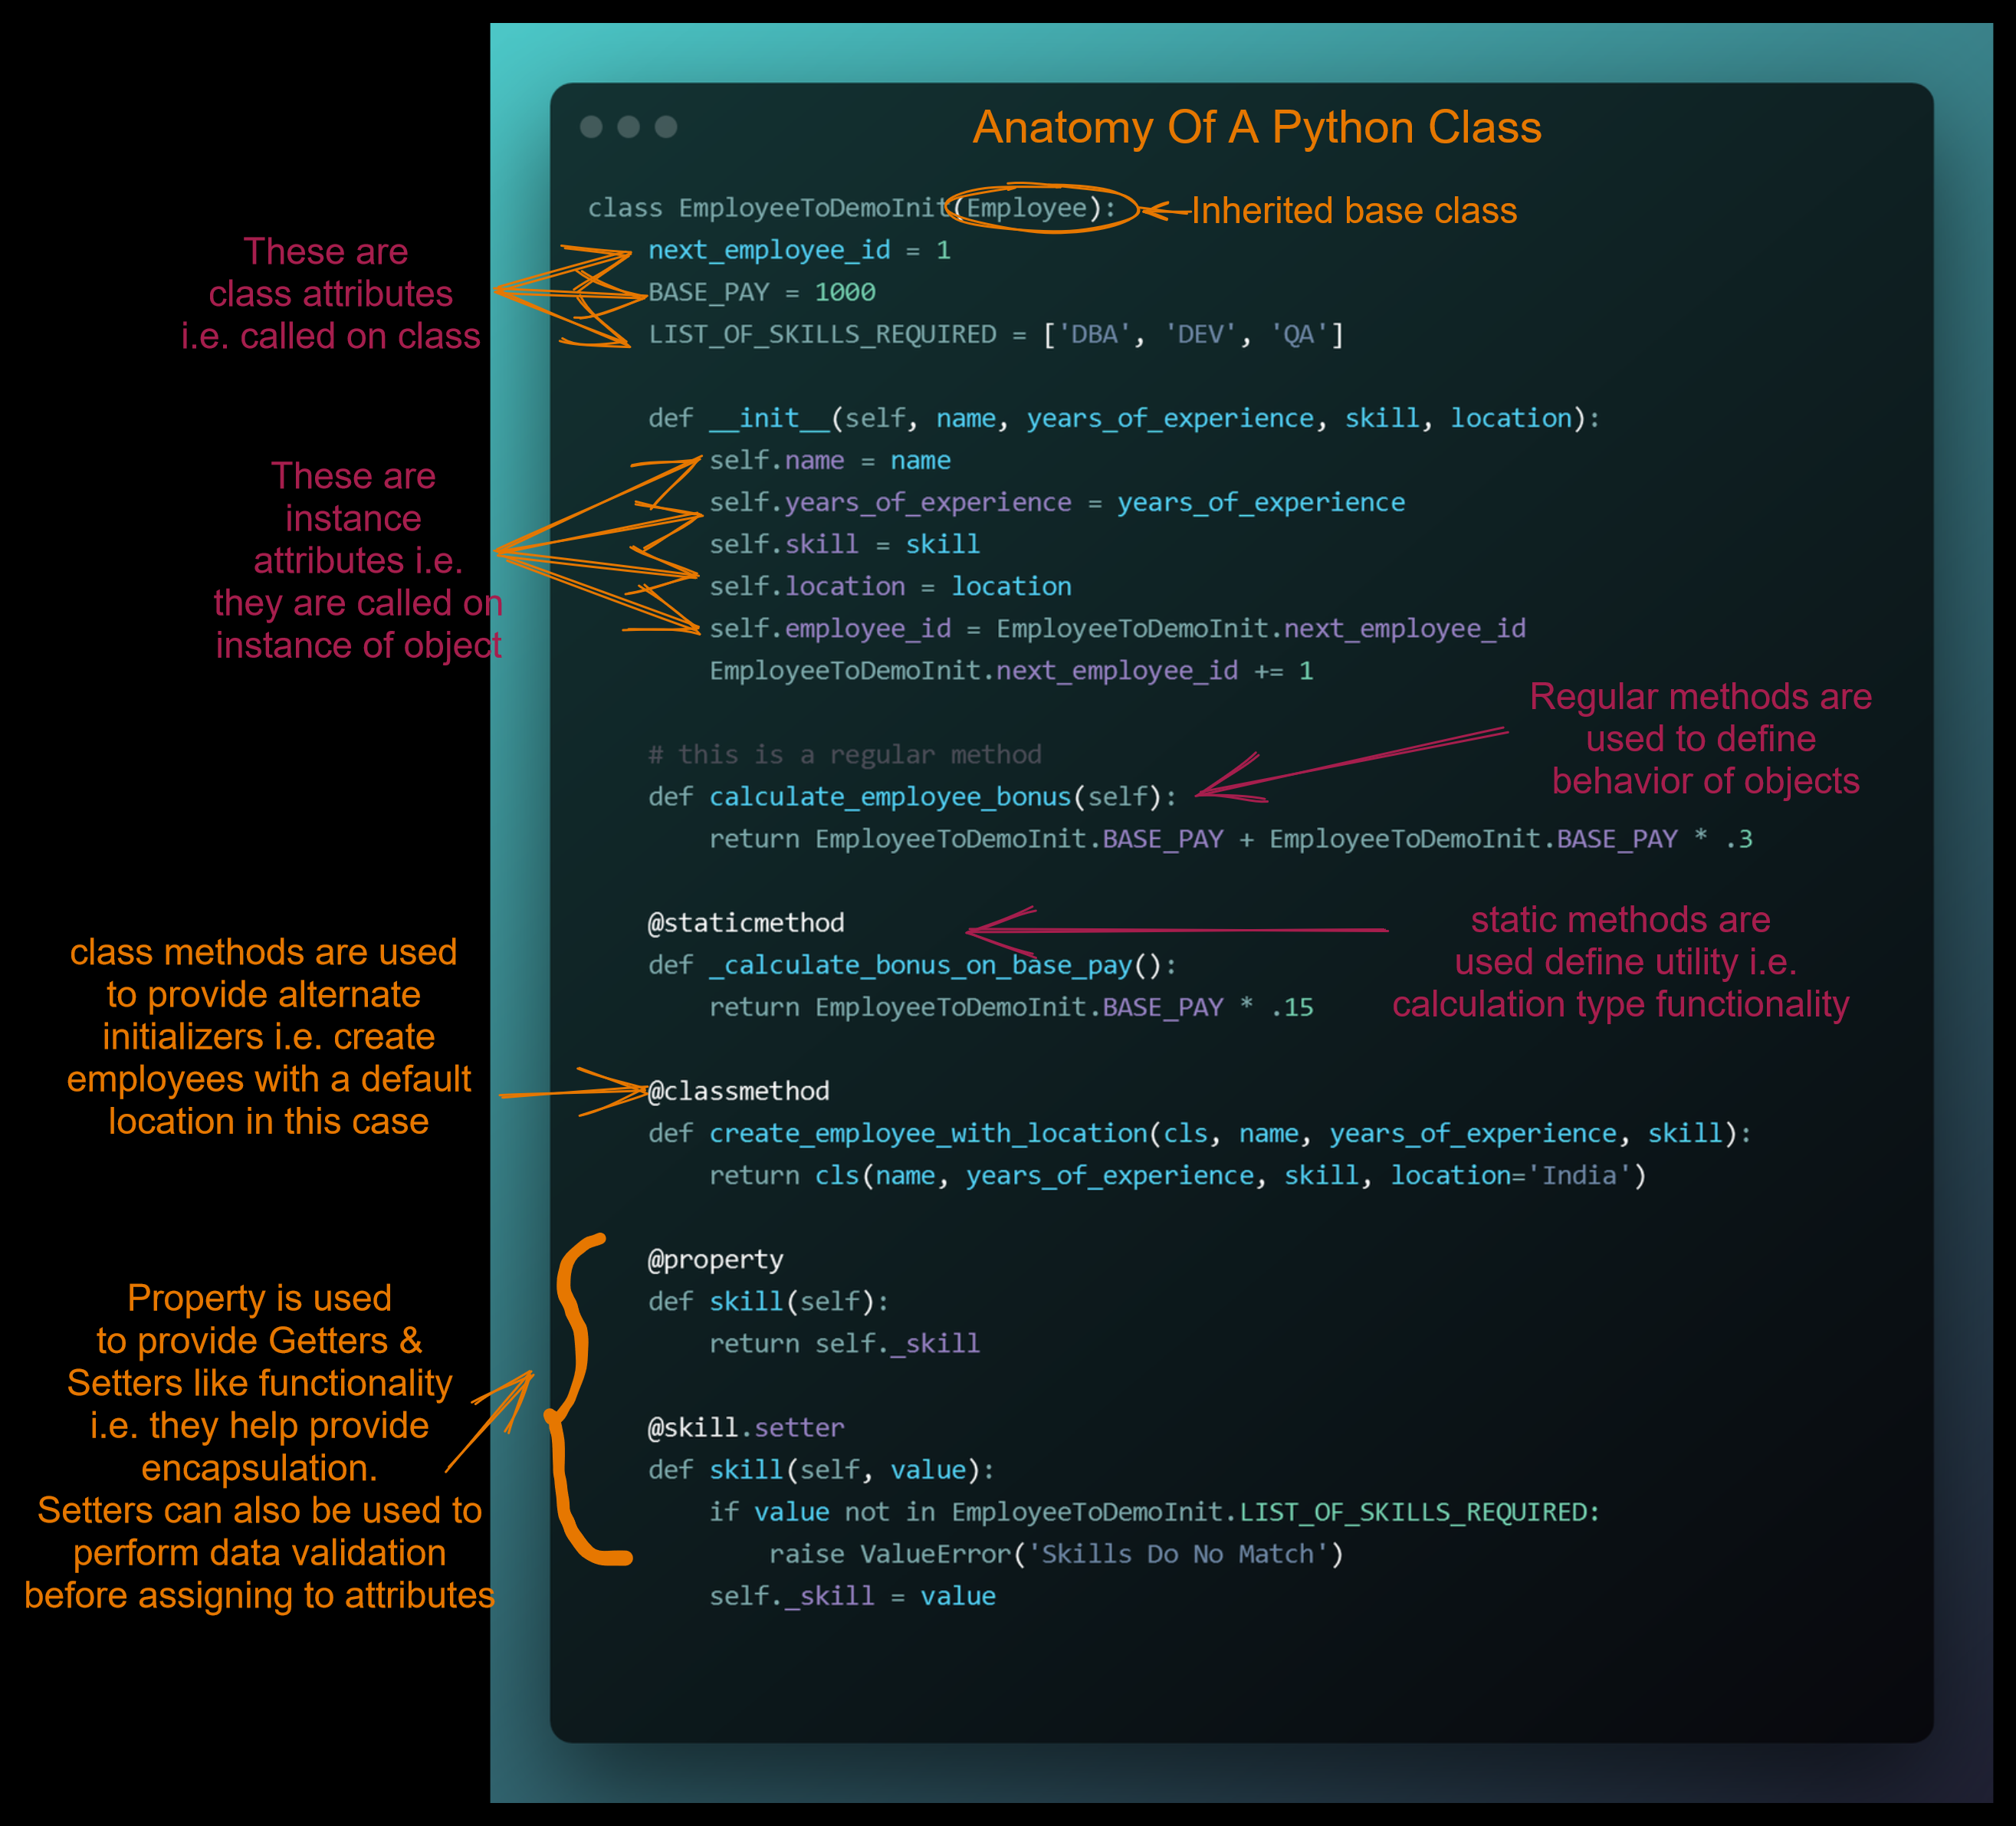 Anatomy Of A Python Class
class EmployeeToDemoInit(Employee):
Inherited base class
next_employee_id = 1
BASE_PAY = 1000
LIST_OF_SKILLS_REQUIRED = ['DBA', 'DEV', 'QA']
These are
class attributes
i.e. called on class
def __init__(self, name, years_of_experience, skill, location):
self.name = name
self.years_of_experience = years_of_experience
self.skill = skill
self.location = location
self.employee_id = EmployeeToDemoInit.next_employee_id
EmployeeToDemoInit.next_employee_id += 1
These are
instance
attributes i.e.
they are called on
instance of object
# this is a regular method
def calculate_employee_bonus(self):
return EmployeeToDemoInit.BASE_PAY + EmployeeToDemoInit.BASE_PAY * .3
Regular methods are
used to define
behavior of objects
@staticmethod
def _calculate_bonus_on_base_pay():
return EmployeeToDemoInit.BASE_PAY * .15
static methods are
used define utility i.e.
calculation type functionality
class methods are used
to provide alternate
initializers i.e. create
employees with a default
location in this case
@classmethod
def create_employee_with_location(cls, name, years_of_experience, skill):
return cls(name, years_of_experience, skill, location='India')
@property
def skill(self):
return self._skill
@skill.setter
def skill(self, value):
if value not in EmployeeToDemoInit.LIST_OF_SKILLS_REQUIRED:
raise ValueError('Skills Do No Match')
self._skill = value
Property is used
to provide Getters &
Setters like functionality
i.e. they help provide
encapsulation.
Setters can also be used to
perform data validation
before assigning to attributes